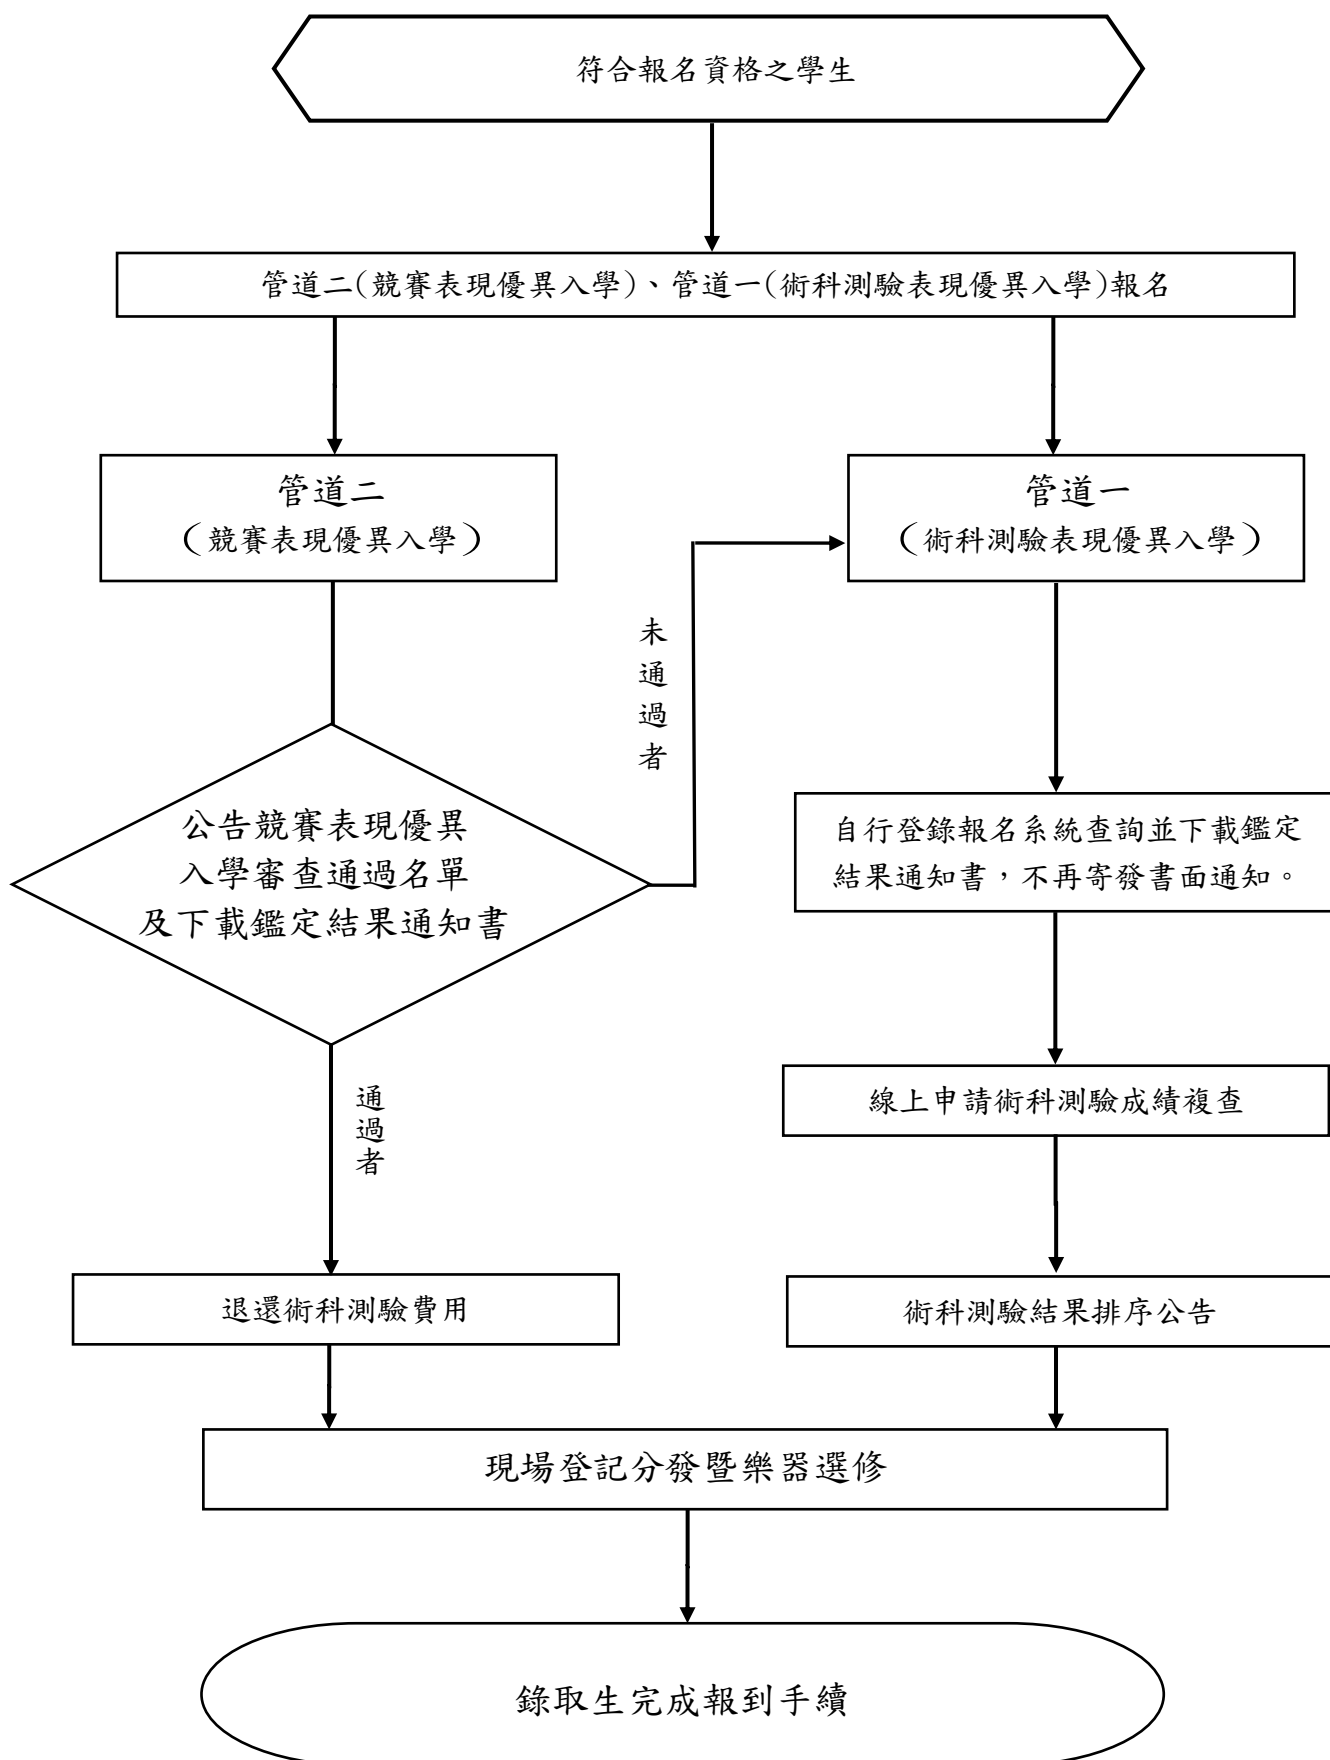 符合報名資格之學生
管道二(競賽表現優異入學)、管道一(術科測驗表現優異入學)報名
管道二
（競賽表現優異入學）
管道一
（術科測驗表現優異入學）
未通過者
公告競賽表現優異
入學審查通過名單
及下載鑑定結果通知書
自行登錄報名系統查詢並下載鑑定
結果通知書，不再寄發書面通知。
通過者
線上申請術科測驗成績複查
退還術科測驗費用
術科測驗結果排序公告
現場登記分發暨樂器選修
錄取生完成報到手續